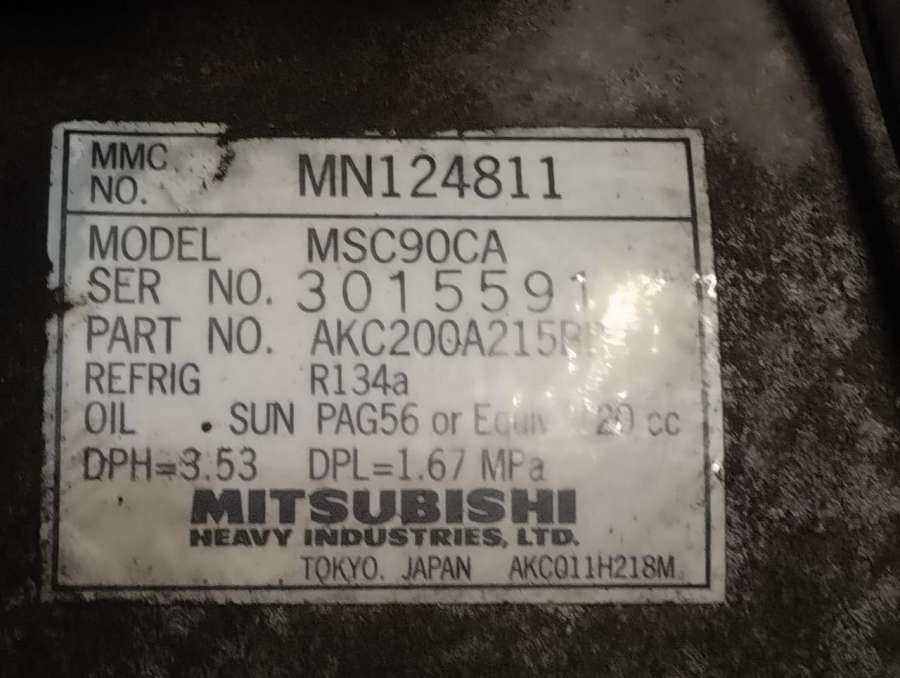 MMC NO. MN124811
MODEL MSC90CA
SER NO. 3015591
PART NO.
REFRIG R134a
OIL . SUN PAG56 or cc
DPH=3.53 DPL=1.67 MPa
MITSUBISHI
HEAVY INDUSTRIES, LTD.
TOKYO. JAPAN AKC011H218M